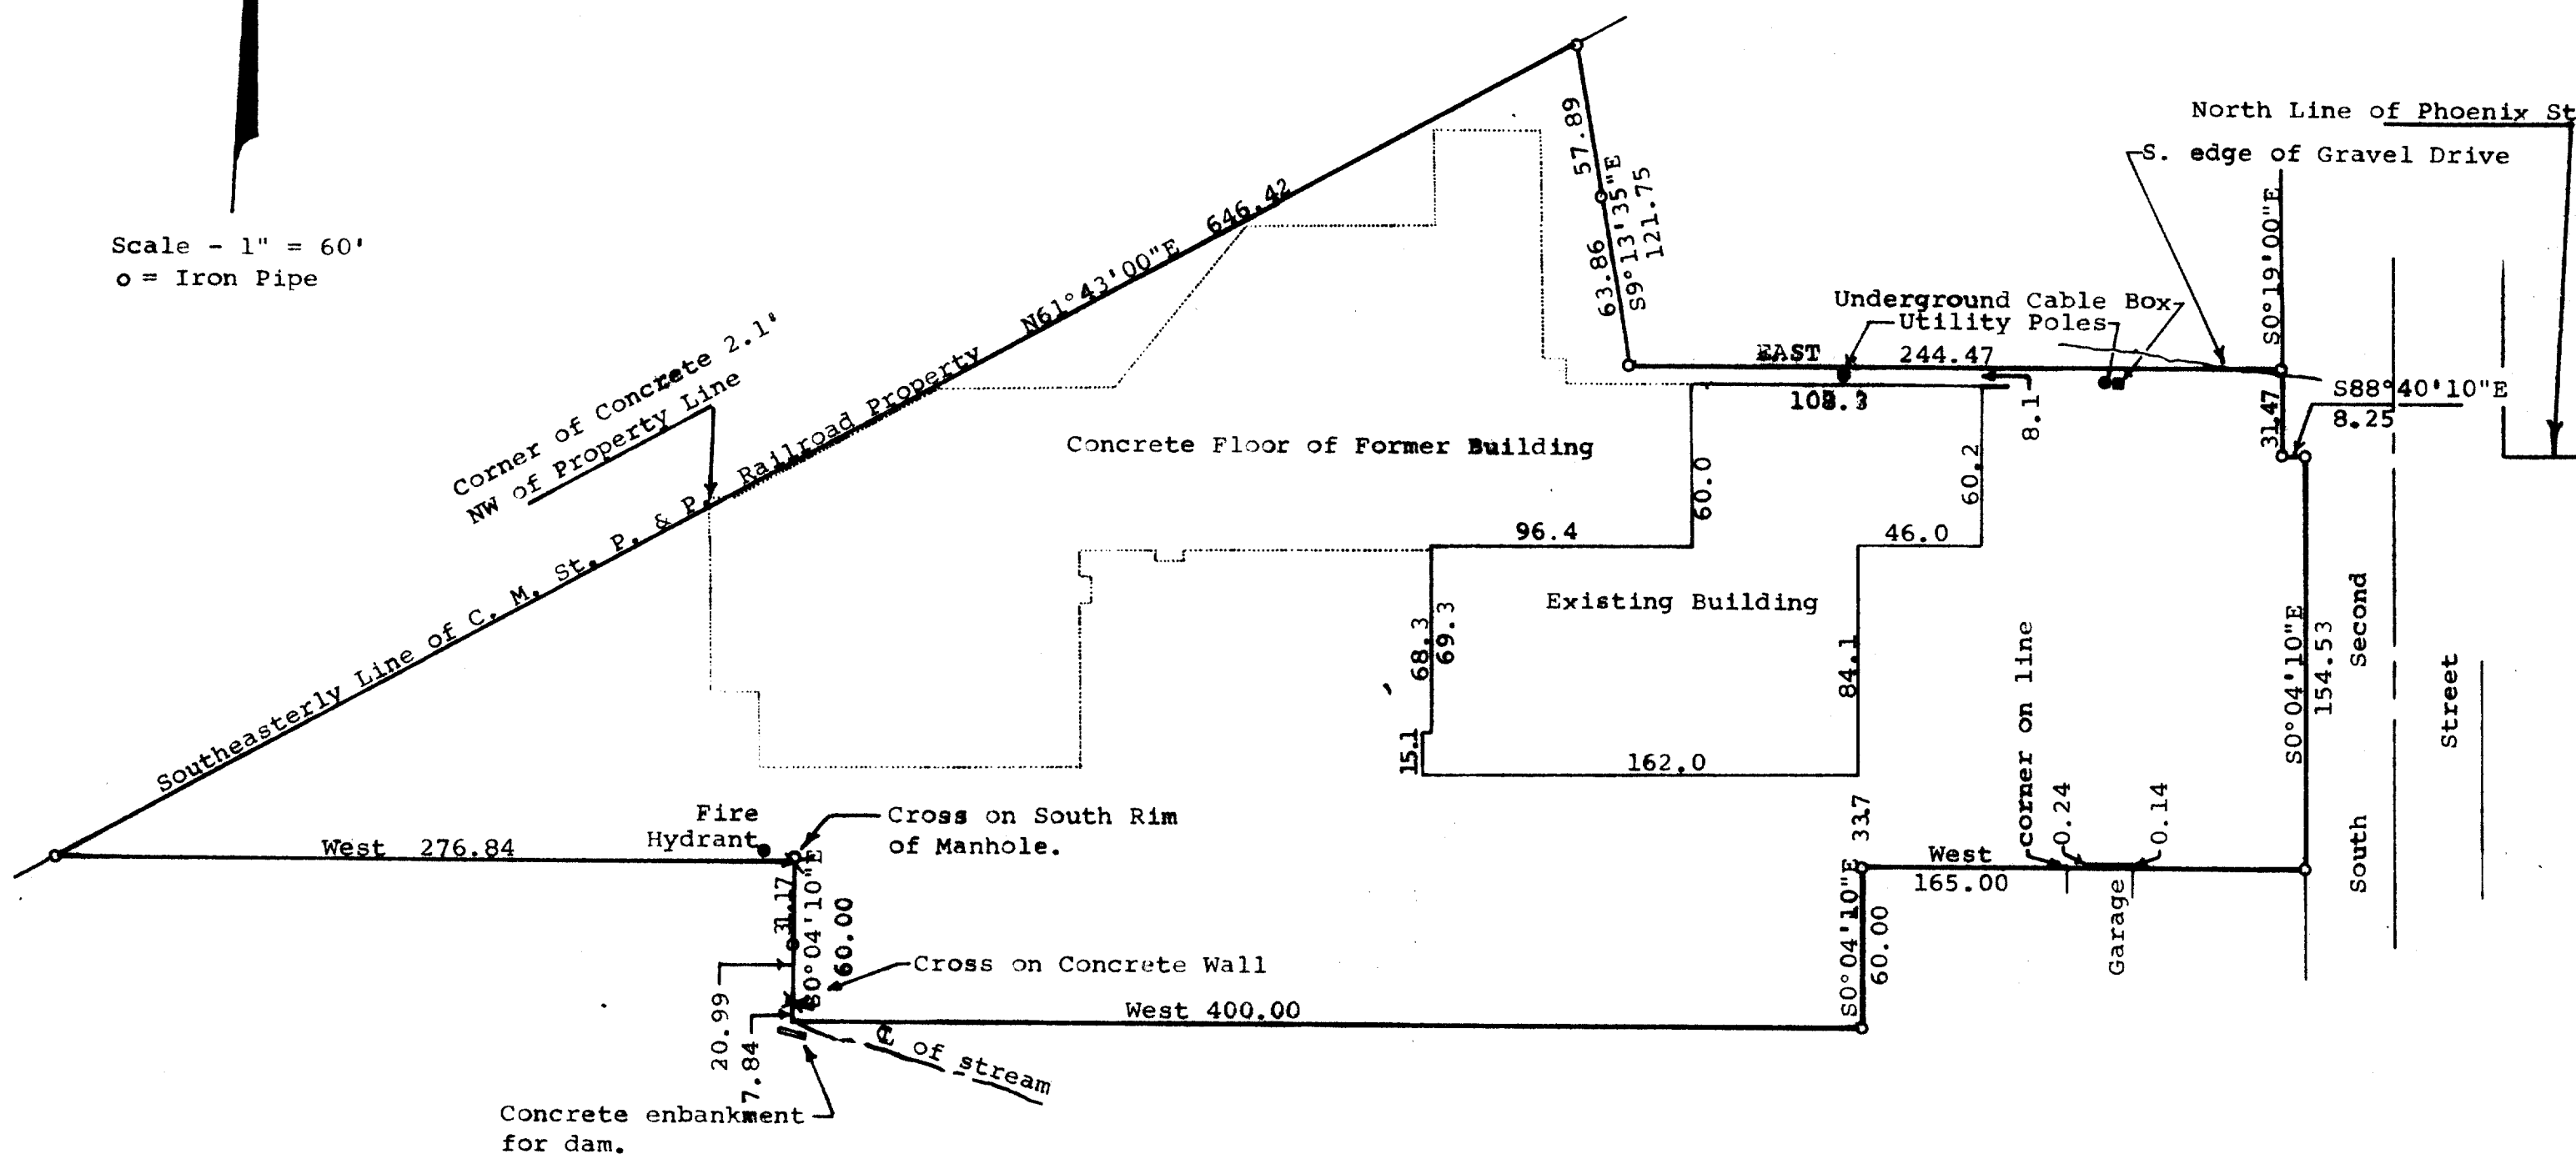 North Line of Phoenix St
S. edge of Gravel Drive
Scale - 1" = 60'
o = Iron Pipe
Corner of Concrete 2.1'
NW of Property Line
Southeasterly Line of C. M. St. P. & P. Railroad Property
N61°43'00"E 646.42
57.89
63.86
S9°13'35"E
121.75
Underground Cable Box
Utility Poles
EAST 244.47
S0°19'00"E
31.47
S88°40'10"E
8.25
8.1
Concrete Floor of Former Building
60.0
60.2
96.4
46.0
Existing Building
68.3
69.3
84.1
15.1
162.0
33.7
corner on line
0.24
0.14
S0°04'10"E
154.53
South Second
Street
Fire
Hydrant
Cross on South Rim
of Manhole.
West 276.84
West
165.00
Garage
31.17
S0°04'10"E
60.00
S0°04'10"E
60.00
Cross on Concrete Wall
20.99
7.84
West 400.00
℄ of stream
Concrete enbankment
for dam.